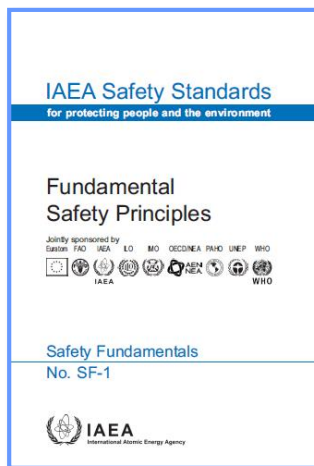 IAEA Safety Standards
for protecting people and the environment
Fundamental
Safety Principles
Jointly sponsored by
Euratom FAO IAEA ILO IMO OECD/NEA PAHO UNEP WHO
AEN
NEA
IAEA WHO
Safety Fundamentals
No. SF-1
IAEA
International Atomic Energy Agency